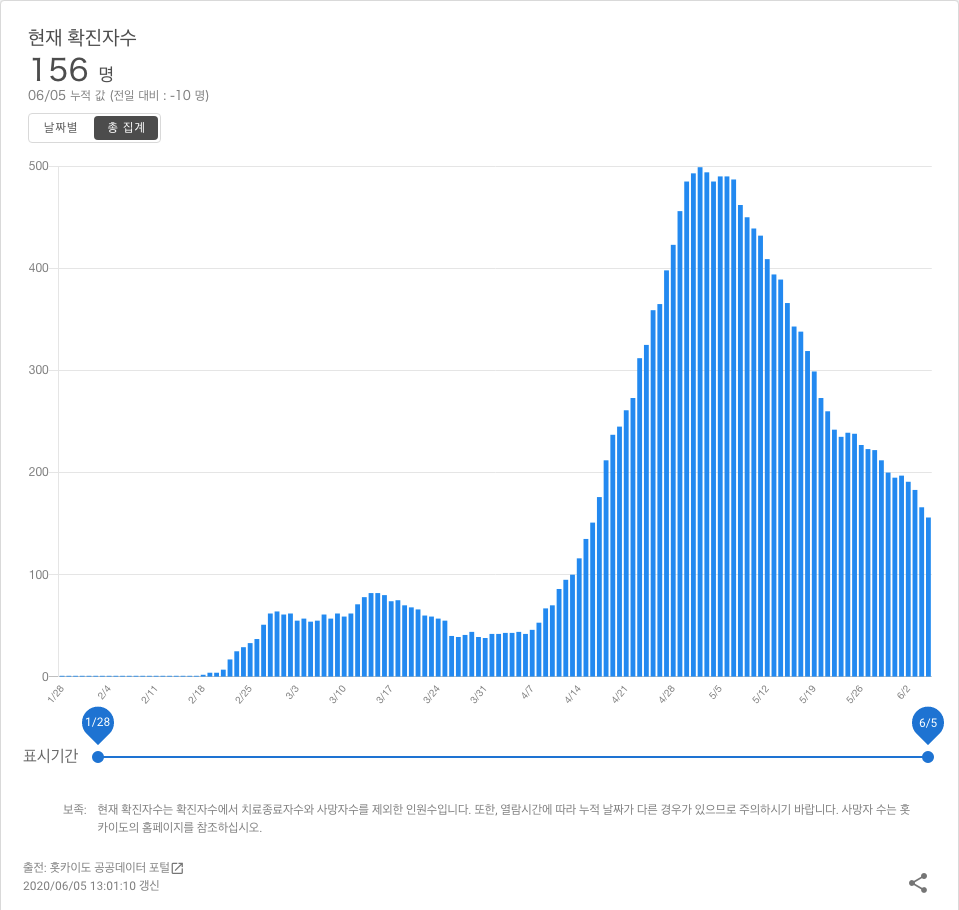 현재 확진자수
156 명
06/05 누적 값 (전일 대비 : -10 명)
날짜별 총 집계
500
400
300
200
100
0
1/28 2/4 2/11 2/18 2/25 3/3 3/10 3/17 3/24 3/31 4/7 4/14 4/21 4/28 5/5 5/12 5/19 5/26 6/2
1/28 6/5
표시기간
보족: 현재 확진자수는 확진자수에서 치료종료자수와 사망자수를 제외한 인원수입니다. 또한, 열람시간에 따라 누적 날짜가 다른 경우가 있으므로 주의하시기 바랍니다. 사망자 수는 홋
카이도의 홈페이지를 참조하십시오.
출전: 홋카이도 공공데이터 포털
2020/06/05 13:01:10 갱신